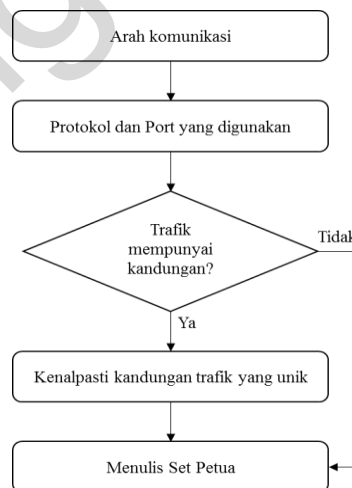 Arah komunikasi
Protokol dan Port yang digunakan
Trafik
mempunyai
kandungan?
Tidak
Ya
Kenalpasti kandungan trafik yang unik
Menulis Set Petua